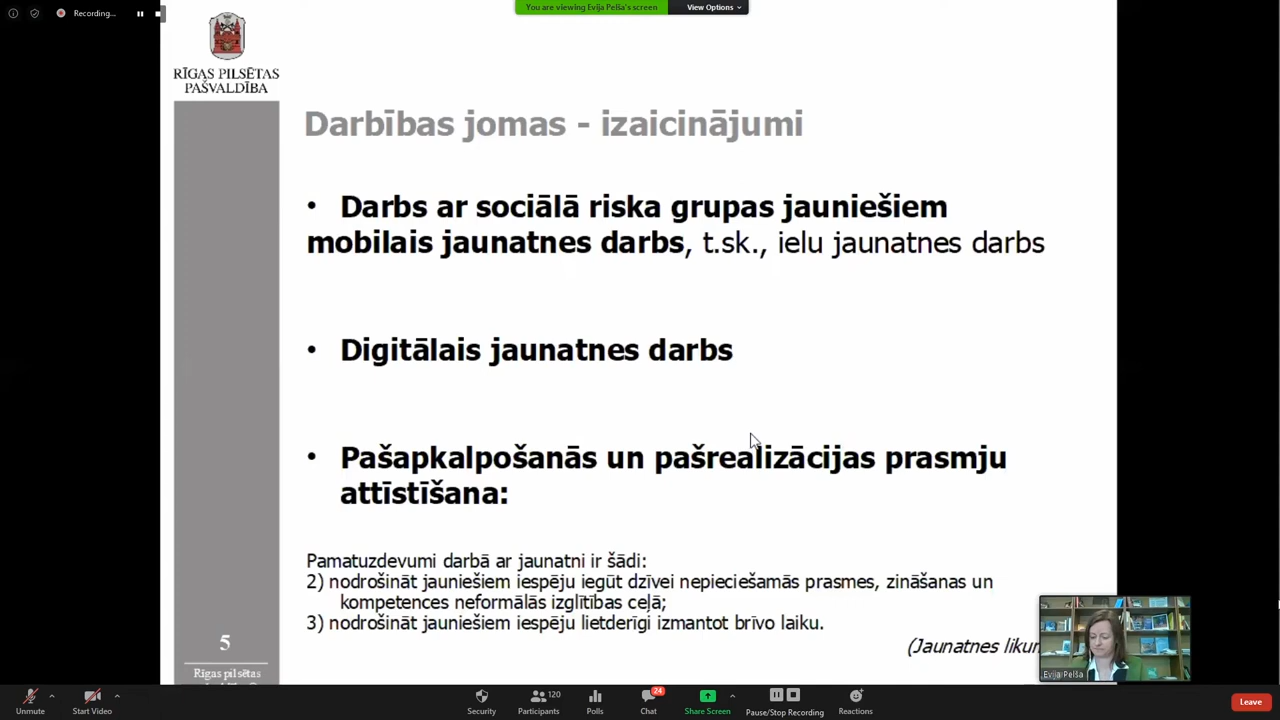 Recording...
You are viewing Evija Pelša's screen
View Options
RĪGAS PILSĒTAS
PAŠVALDĪBA
Darbības jomas - izaicinājumi
• Darbs ar sociālā riska grupas jauniešiem
mobilais jaunatnes darbs, t.sk., ielu jaunatnes darbs
• Digitālais jaunatnes darbs
• Pašapkalpošanās un pašrealizācijas prasmju
attīstīšana:
Pamatuzdevumi darbā ar jaunatni ir šādi:
2) nodrošināt jauniešiem iespēju iegūt dzīvei nepieciešamās prasmes, zināšanas un
kompetences neformālās izglītības ceļā;
3) nodrošināt jauniešiem iespēju lietderīgi izmantot brīvo laiku.
(Jaunatnes likum
5
Rīgas pilsētas
Evija Pelša
Unmute
Start Video
Security
Participants
120
Polls
Chat
24
Share Screen
Pause/Stop Recording
Reactions
Leave